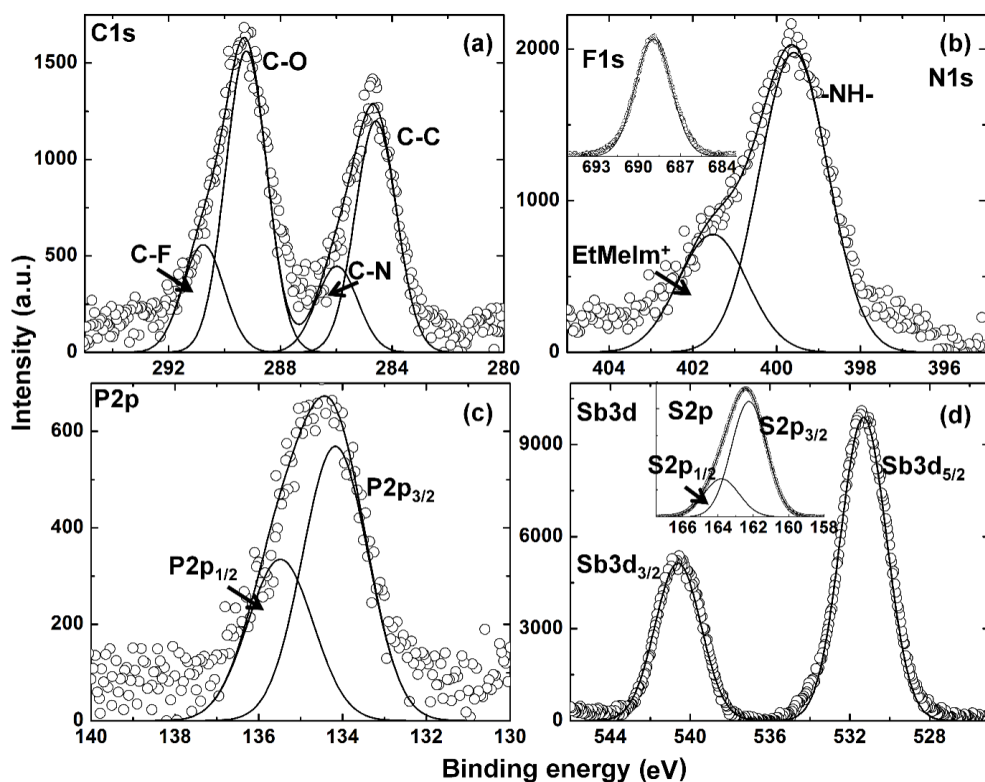 Intensity (a.u.)
C1s
(a)
C-O
C-C
C-F
C-N
1500
1000
500
0
292
288
284
280
(b)
F1s
N1s
-NH-
EtMeIm⁺
693
690
687
684
2000
1000
0
404
402
400
398
396
P2p
(c)
P2p₃/₂
P2p₁/₂
600
400
200
0
140
138
136
134
132
130
Sb3d
S2p
(d)
S2p₃/₂
S2p₁/₂
Sb3d₅/₂
Sb3d₃/₂
166
164
162
160
158
9000
6000
3000
0
544
540
536
532
528
Binding energy (eV)